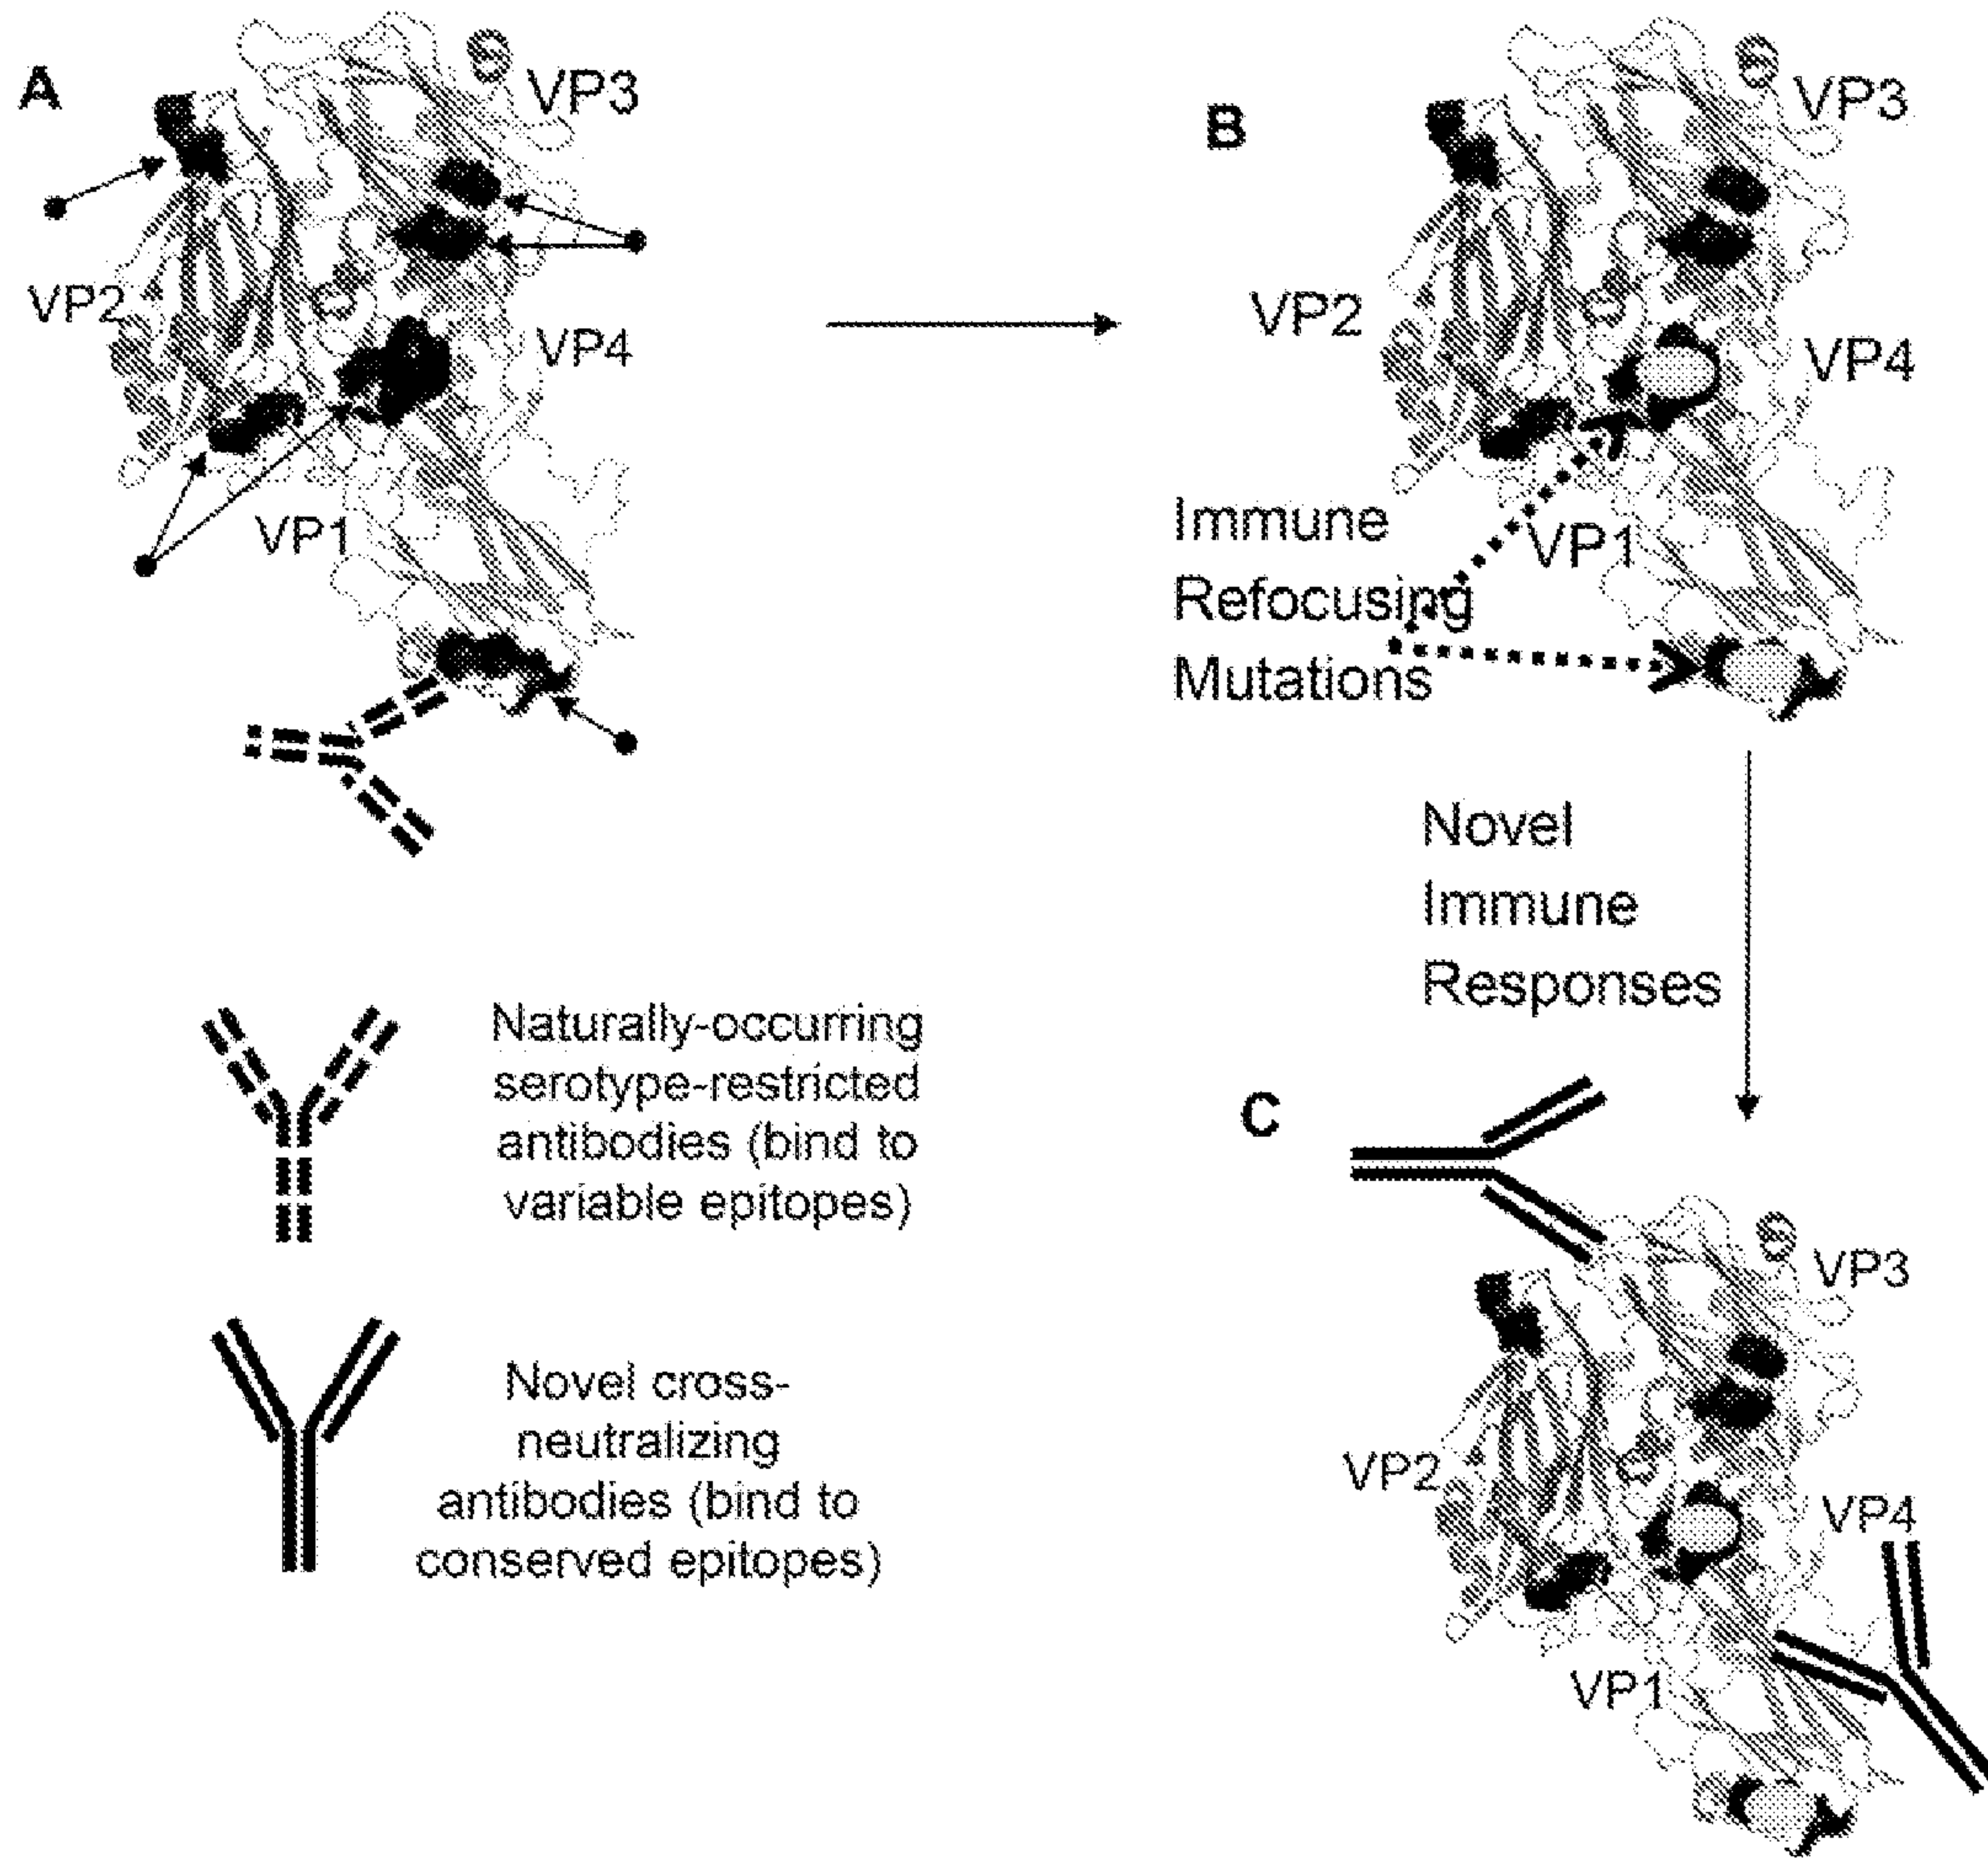 A
VP3
VP2
VP4
VP1
B
VP3
VP2
VP4
VP1
Immune
Refocusing
Mutations
Novel
Immune
Responses
Naturally-occurring
serotype-restricted
antibodies (bind to
variable epitopes)
Novel cross-
neutralizing
antibodies (bind to
conserved epitopes)
C
VP3
VP2
VP4
VP1